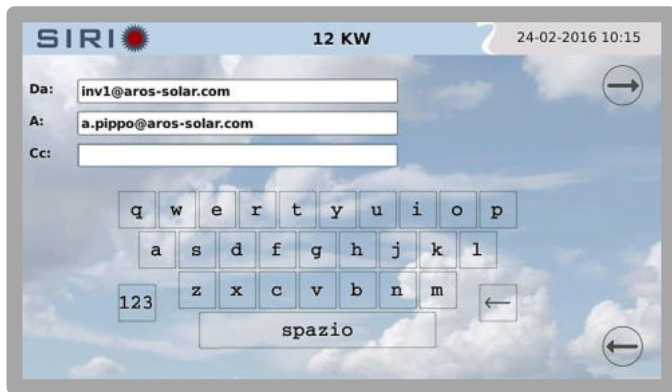 SIRI 12 KW 24-02-2016 10:15
Da: inv1@aros-solar.com
A: a.pippo@aros-solar.com
Cc:
q w e r t y u i o p
a s d f g h j k l
123 z x c v b n m
spazio